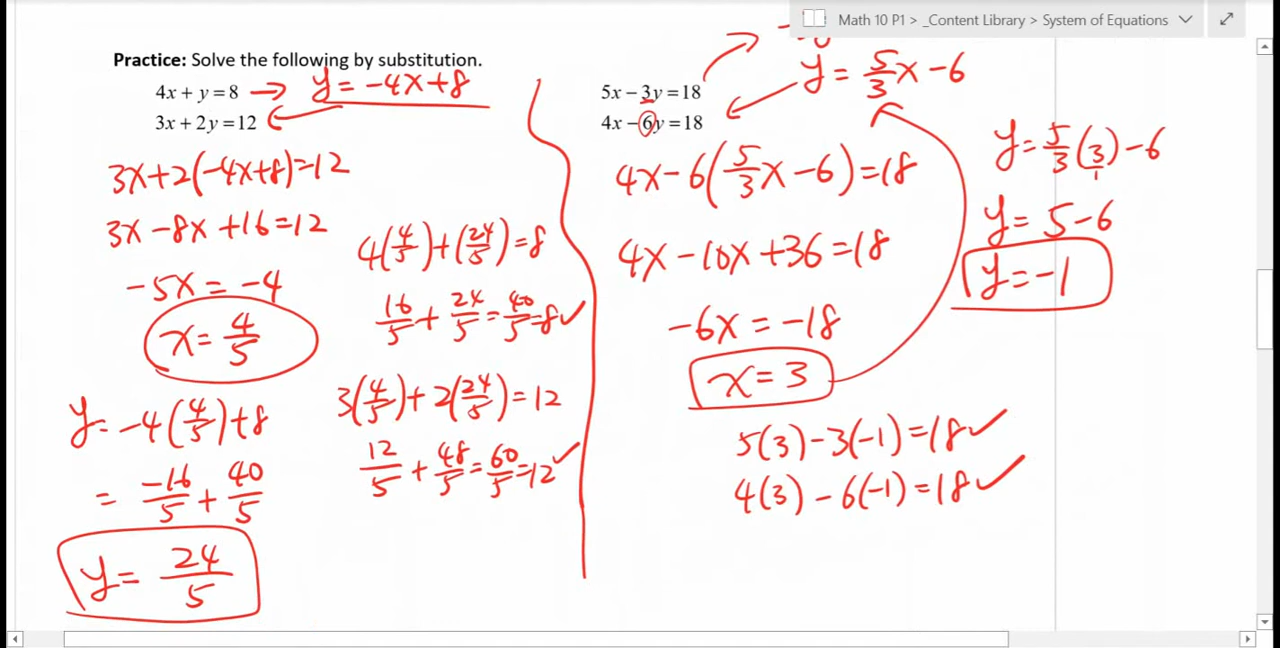 Math 10 P1 > _Content Library > System of Equations
Practice: Solve the following by substitution.
4x + y = 8 → y = -4x+8
3x + 2y = 12
3x+2(-4x+8)=12
3x-8x+16=12
-5x = -4
x = 4/5
y = -4(4/5)+8
= -16/5 + 40/5
y = 24/5
4(4/5)+(24/5)=8
16/5 + 24/5 = 40/5 = 8 ✓
3(4/5)+2(24/5)=12
12/5 + 48/5 = 60/5 = 12 ✓
5x - 3y = 18
4x - 6y = 18
y = 5/3x - 6
4x-6(5/3x-6)=18
4x-10x+36=18
-6x = -18
x = 3
5(3)-3(-1)=18 ✓
4(3)-6(-1)=18 ✓
y = 5/3(3/1)-6
y = 5-6
y = -1